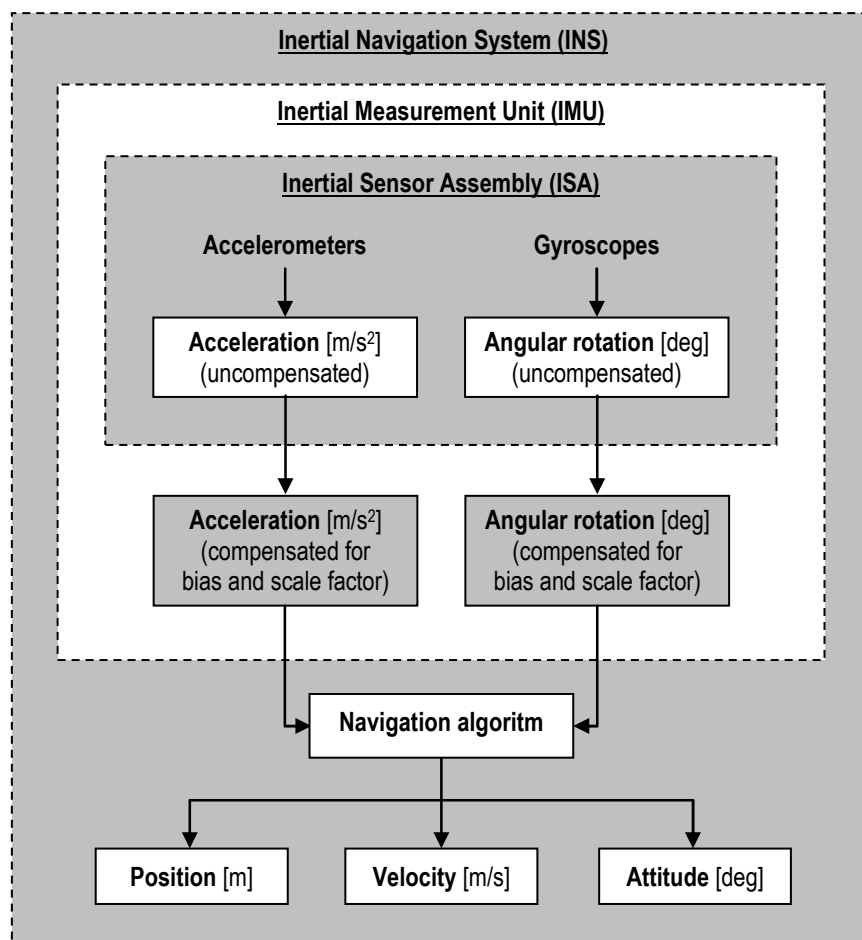 Inertial Navigation System (INS)
Inertial Measurement Unit (IMU)
Inertial Sensor Assembly (ISA)
Accelerometers
Gyroscopes
Acceleration [m/s²]
(uncompensated)
Angular rotation [deg]
(uncompensated)
Acceleration [m/s²]
(compensated for
bias and scale factor)
Angular rotation [deg]
(compensated for
bias and scale factor)
Navigation algoritm
Position [m]
Velocity [m/s]
Attitude [deg]